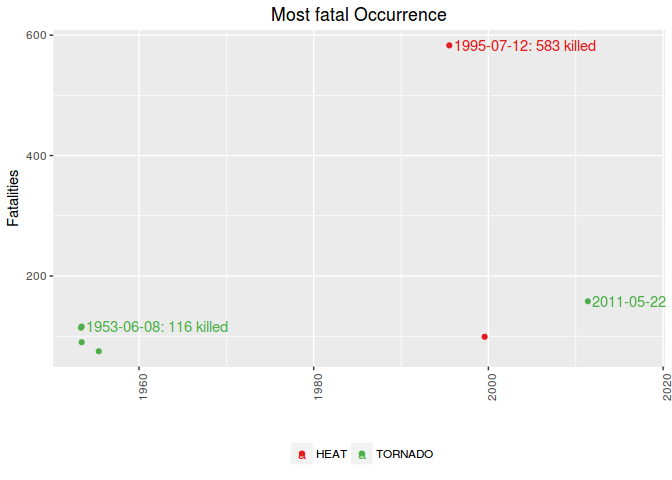 Most fatal Occurrence
Fatalities
600
400
200
1995-07-12: 583 killed
2011-05-22
1953-06-08: 116 killed
1960
1980
2000
2020
a HEAT a TORNADO